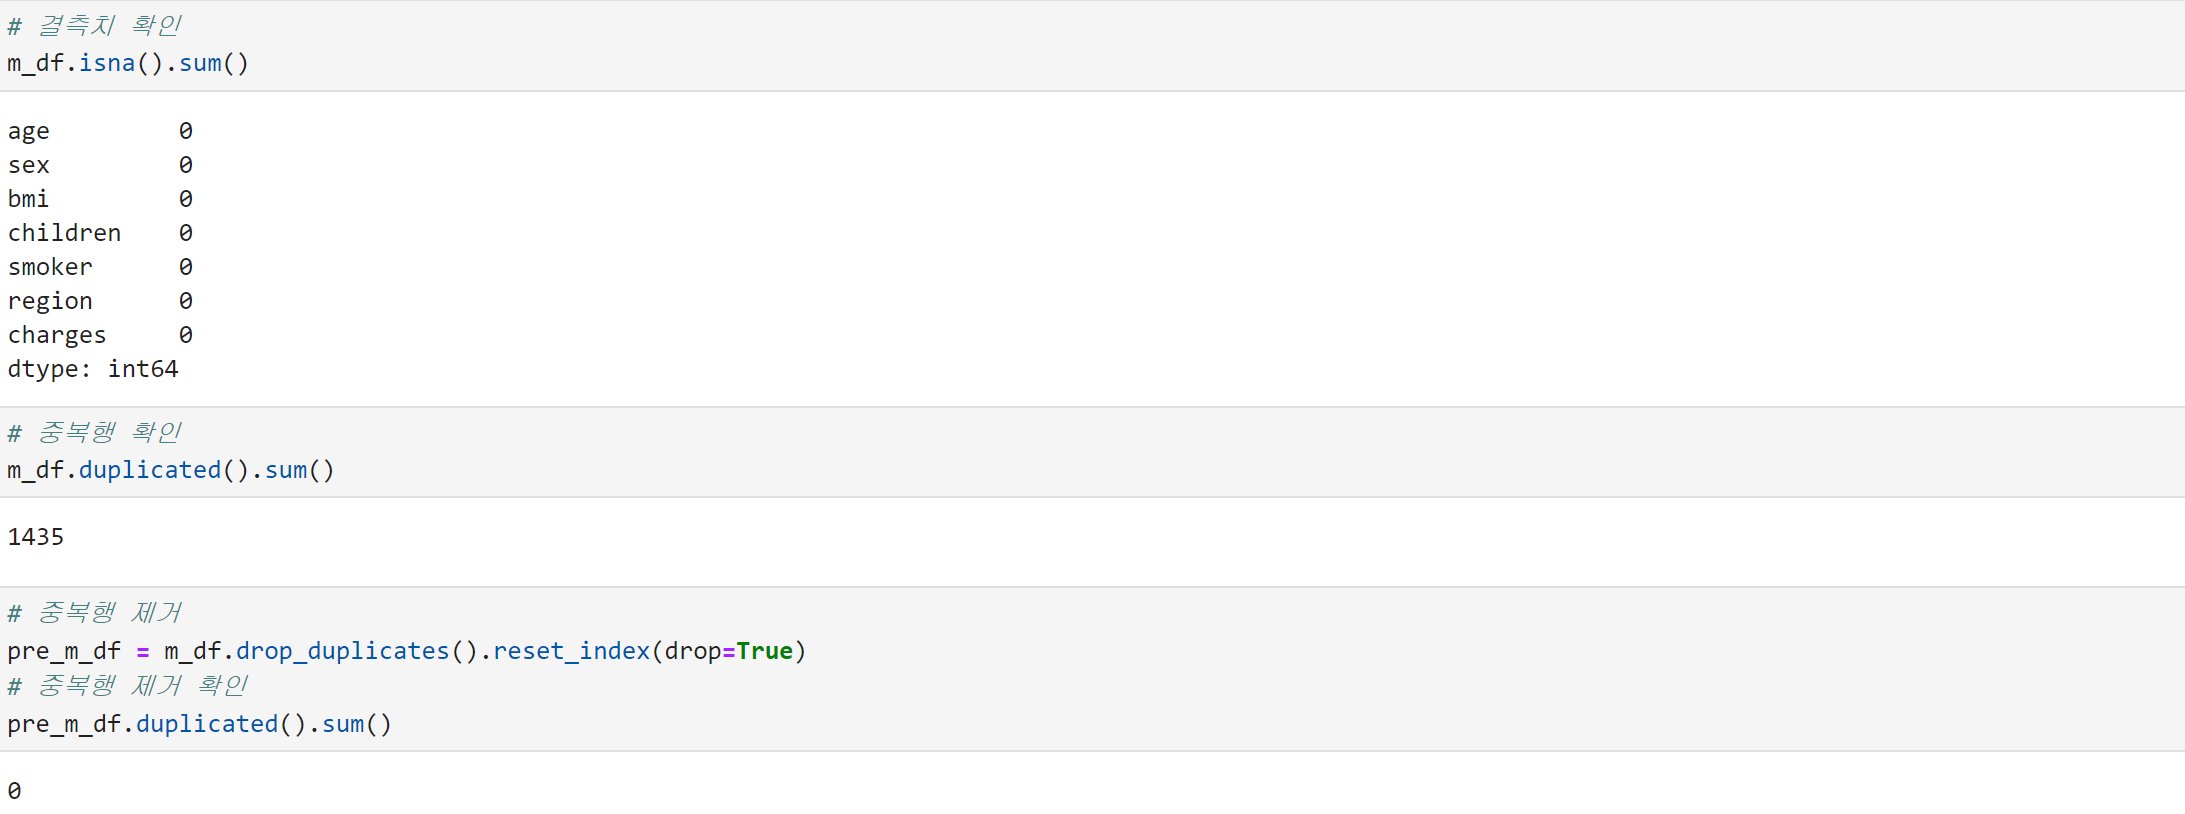 # 결측치 확인
m_df.isna().sum()
age         0
sex         0
bmi         0
children    0
smoker      0
region      0
charges     0
dtype: int64
# 중복행 확인
m_df.duplicated().sum()
1435
# 중복행 제거
pre_m_df = m_df.drop_duplicates().reset_index(drop=True)
# 중복행 제거 확인
pre_m_df.duplicated().sum()
0